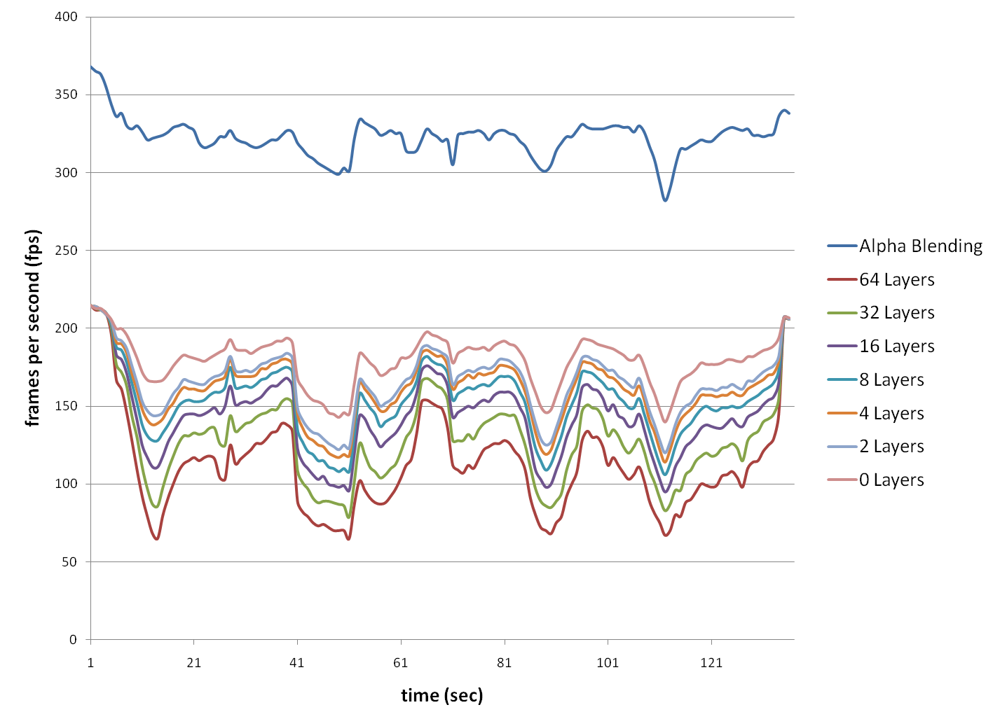 400
350
300
250
200
150
100
50
0
frames per second (fps)
1 21 41 61 81 101 121
time (sec)
Alpha Blending
64 Layers
32 Layers
16 Layers
8 Layers
4 Layers
2 Layers
0 Layers